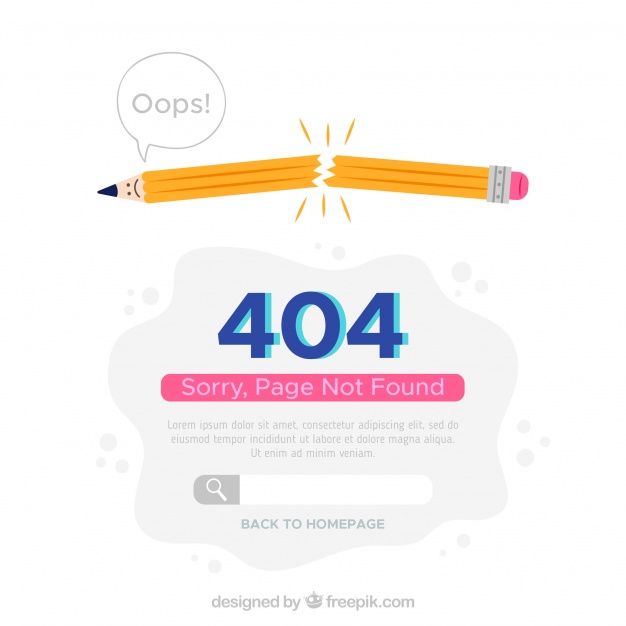 Oops!
404
Sorry, Page Not Found
Lorem ipsum dolor sit amet, consectetur adipiscing elit, sed do
eiusmod tempor incididunt ut labore et dolore magna aliqua.
Ut enim ad minim veniam.
BACK TO HOMEPAGE
designed by freepik.com